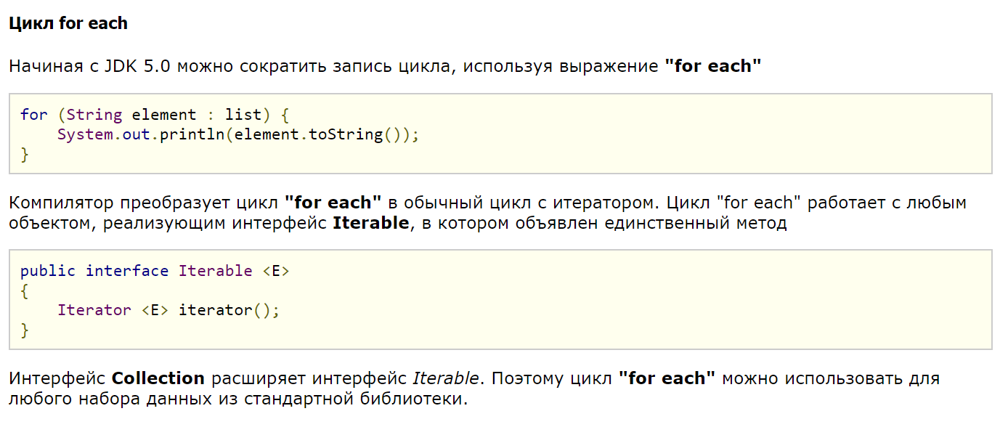 Цикл for each
Начиная с JDK 5.0 можно сократить запись цикла, используя выражение "for each"
for (String element : list) {
    System.out.println(element.toString());
}
Компилятор преобразует цикл "for each" в обычный цикл с итератором. Цикл "for each" работает с любым
объектом, реализующим интерфейс Iterable, в котором объявлен единственный метод
public interface Iterable <E>
{
    Iterator <E> iterator();
}
Интерфейс Collection расширяет интерфейс Iterable. Поэтому цикл "for each" можно использовать для
любого набора данных из стандартной библиотеки.